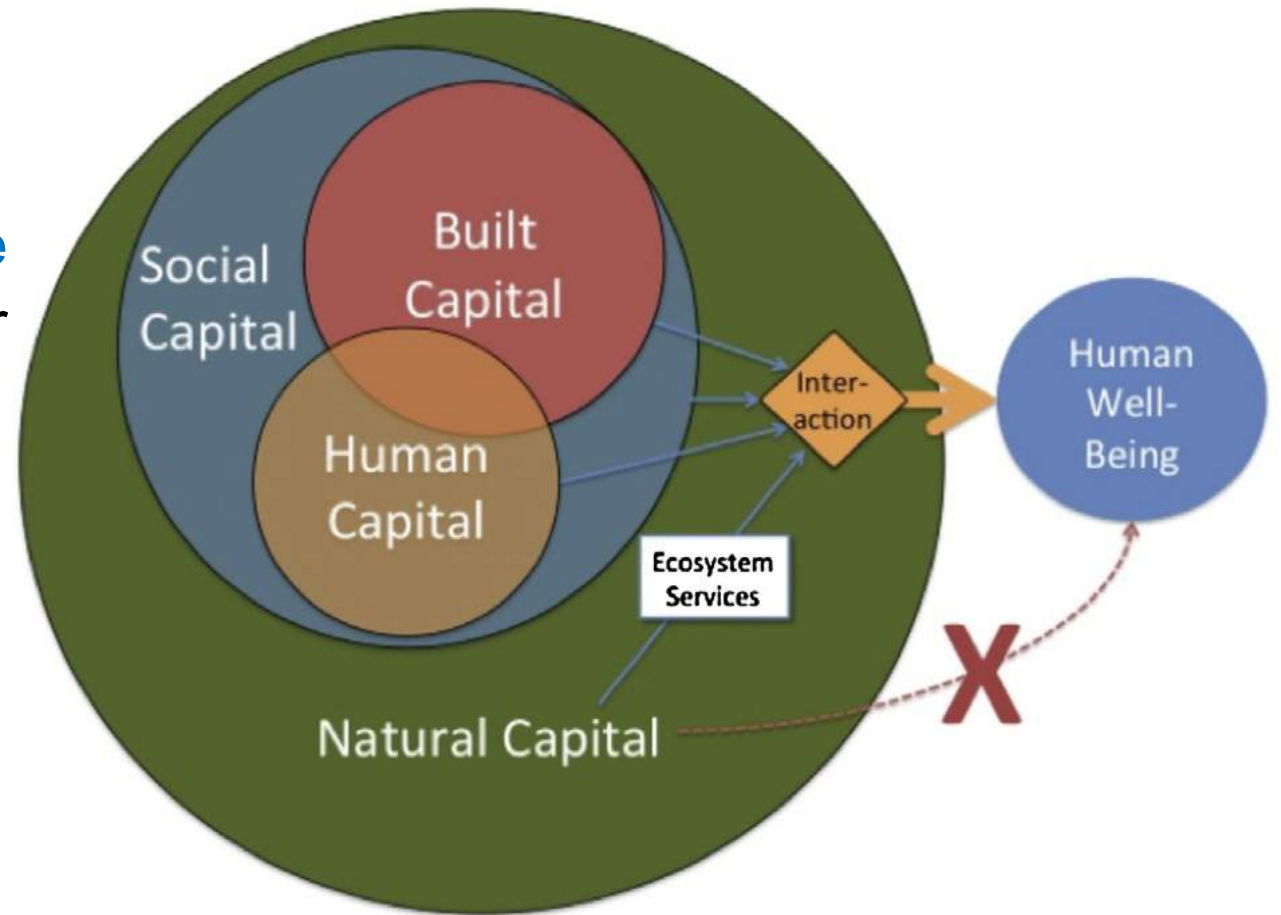 e
r
Social
Capital
Built
Capital
Human
Capital
Inter-
action
Ecosystem
Services
Natural Capital
X
Human
Well-
Being